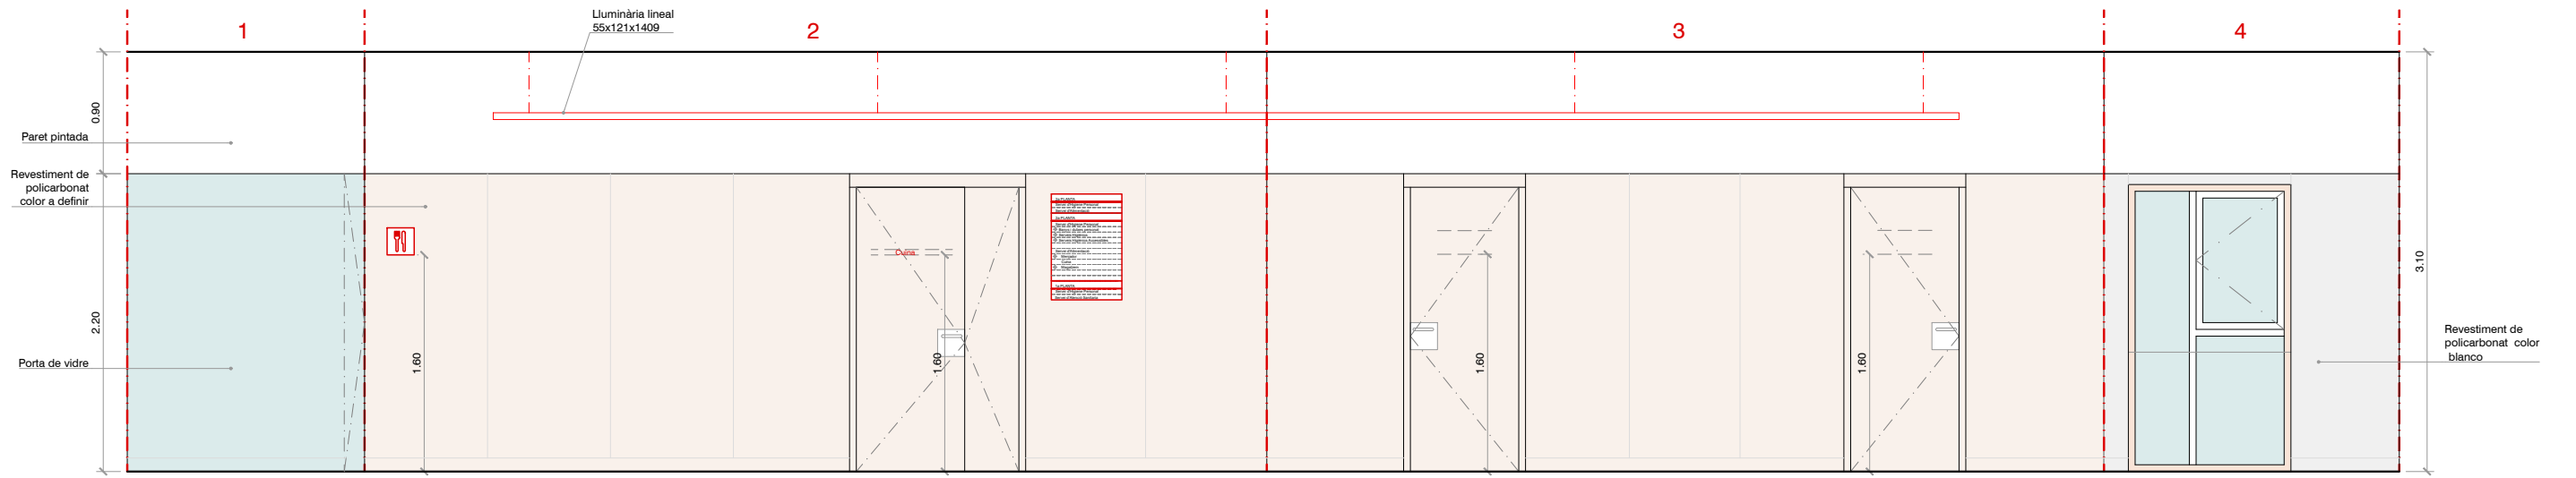 1
2
3
4
Lluminària lineal
55x121x1409
0.90
Paret pintada
Revestiment de
policarbonat
color a definir
2.20
Porta de vidre
1.60
Cuina
1.60
1.60
1.60
3.10
Revestiment de
policarbonat color
blanco